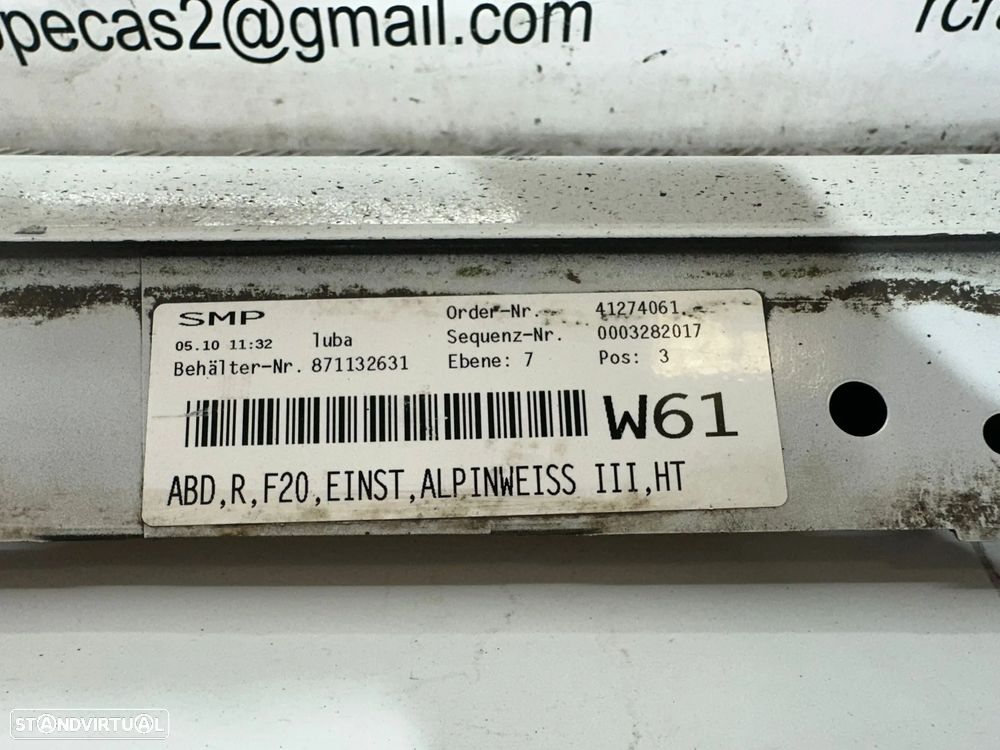 pecas2@gmail.com
SMP
Order-Nr. 41274061
05.10 11:32 luba Sequenz-Nr. 0003282017
Behälter-Nr. 871132631 Ebene: 7 Pos: 3
W61
ABD,R,F20,EINST,ALPINWEISS III,HT
STANDVIRTUAL